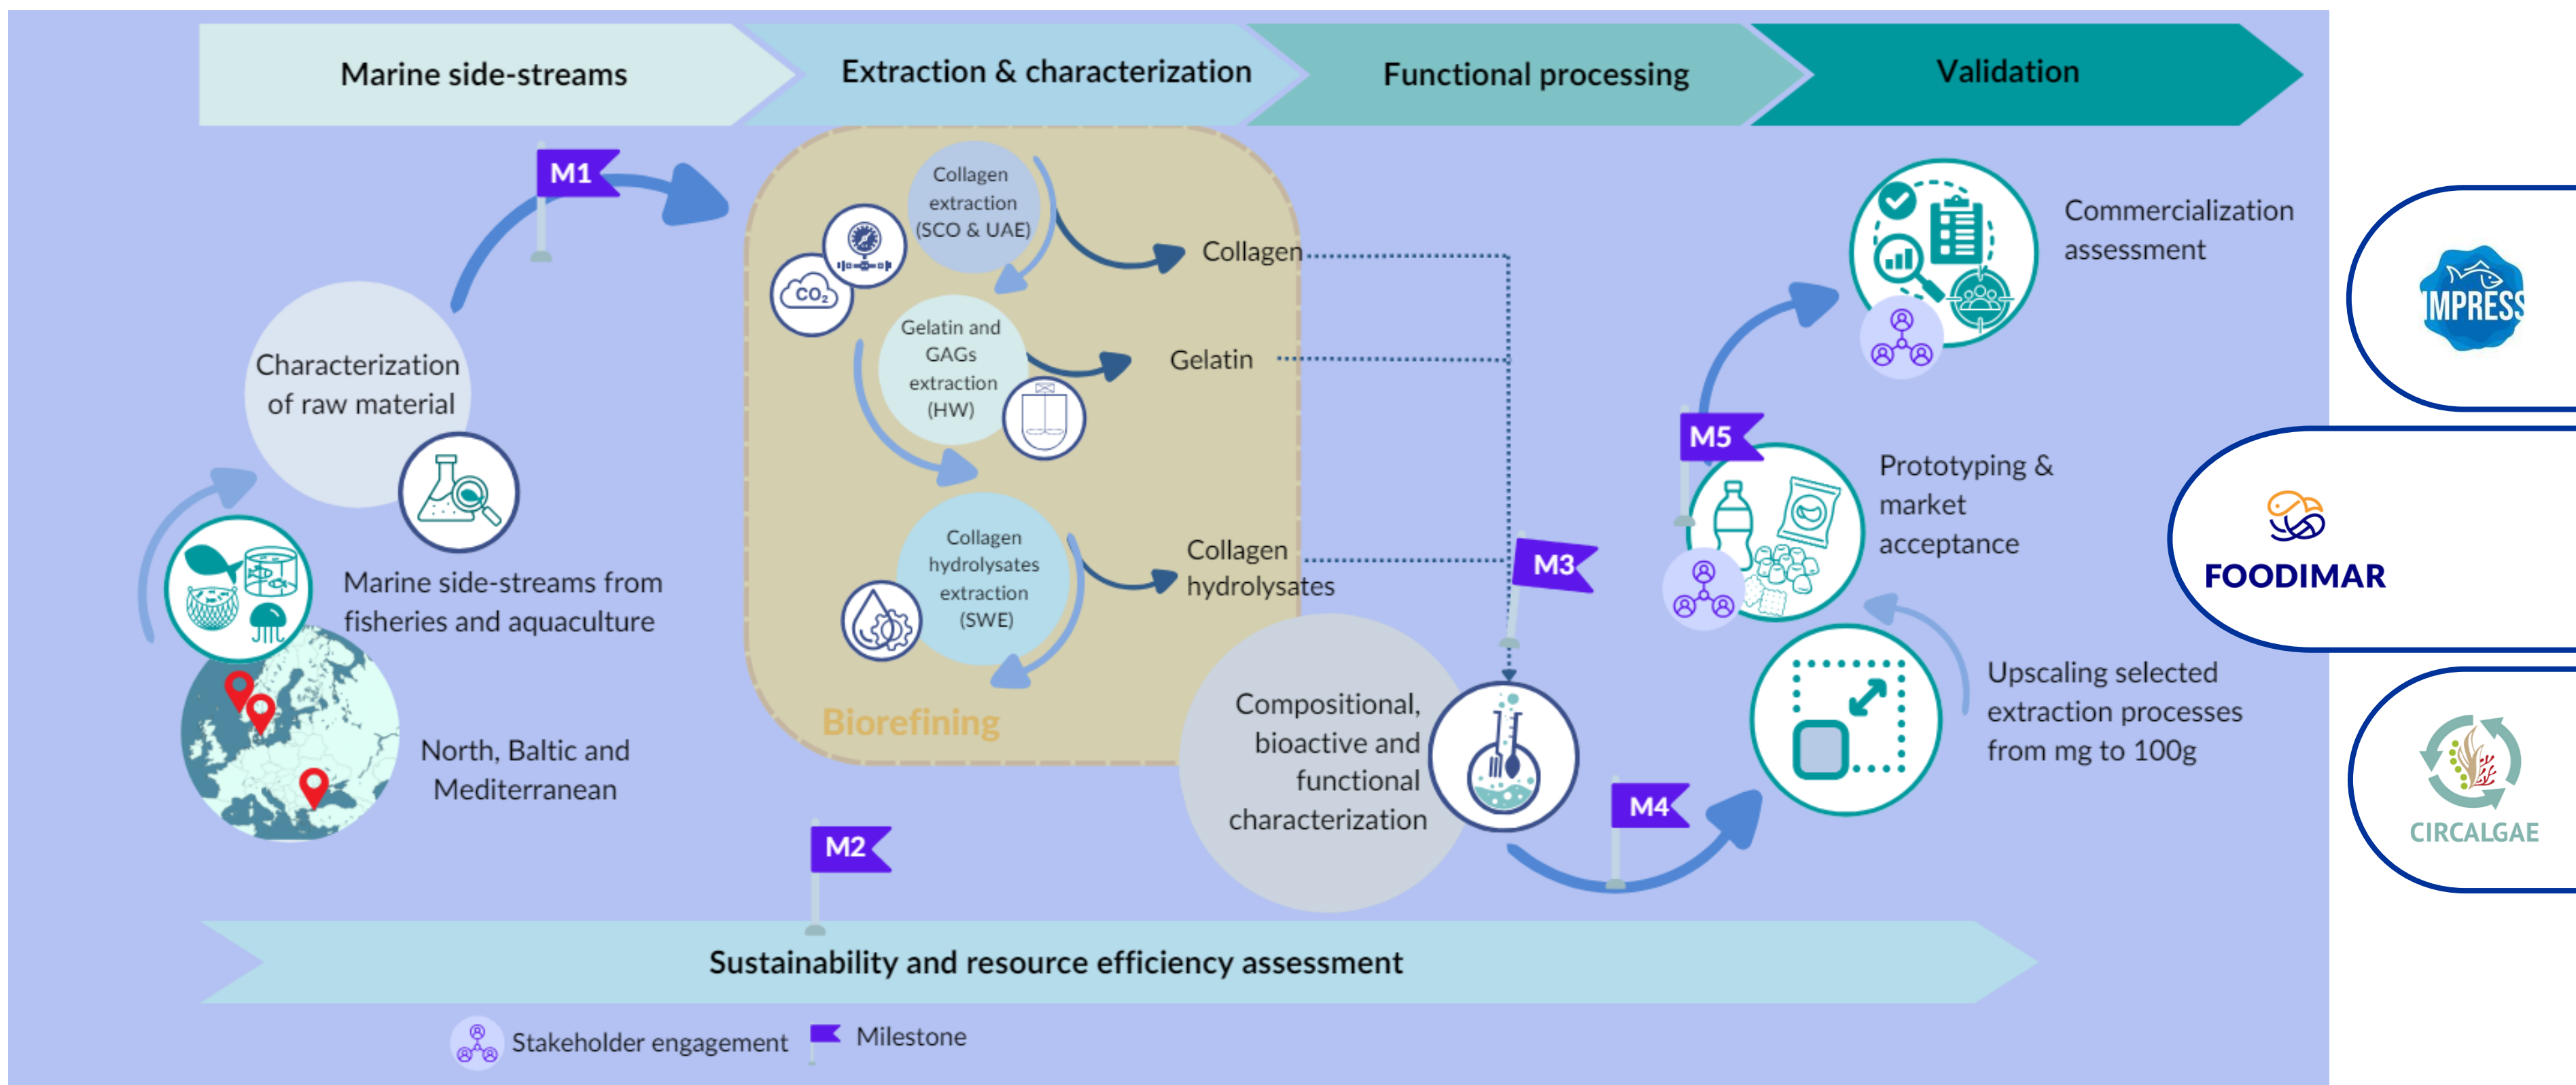 Marine side-streams
Extraction & characterization
Functional processing
Validation
M1
Characterization
of raw material
Marine side-streams from
fisheries and aquaculture
North, Baltic and
Mediterranean
Collagen
extraction
(SCO & UAE)
CO₂
Gelatin and
GAGs
extraction
(HW)
Collagen
hydrolysates
extraction
(SWE)
Biorefining
Collagen
Gelatin
Collagen
hydrolysates
M2
Compositional,
bioactive and
functional
characterization
M3
M4
Upscaling selected
extraction processes
from mg to 100g
M5
Prototyping &
market
acceptance
Commercialization
assessment
Sustainability and resource efficiency assessment
Stakeholder engagement
Milestone
IMPRESS
FOODIMAR
CIRCALGAE